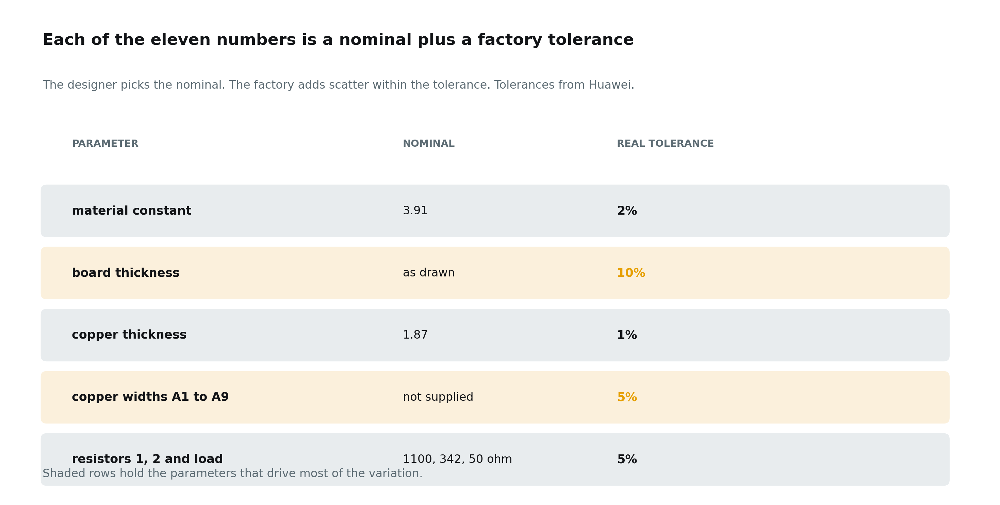 Each of the eleven numbers is a nominal plus a factory tolerance
The designer picks the nominal. The factory adds scatter within the tolerance. Tolerances from Huawei.
PARAMETER NOMINAL REAL TOLERANCE
material constant 3.91 2%
board thickness as drawn 10%
copper thickness 1.87 1%
copper widths A1 to A9 not supplied 5%
resistors 1, 2 and load 1100, 342, 50 ohm 5%
Shaded rows hold the parameters that drive most of the variation.